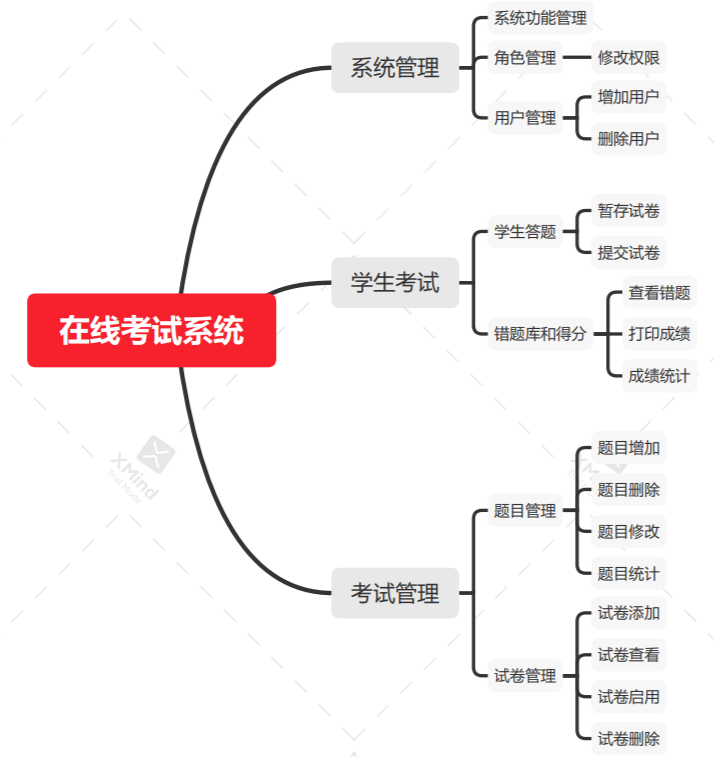 在线考试系统
系统管理
系统功能管理
角色管理
修改权限
用户管理
增加用户
删除用户
学生考试
学生答题
暂存试卷
提交试卷
错题库和得分
查看错题
打印成绩
成绩统计
考试管理
题目管理
题目增加
题目删除
题目修改
题目统计
试卷管理
试卷添加
试卷查看
试卷启用
试卷删除
XMind
Trial Mode